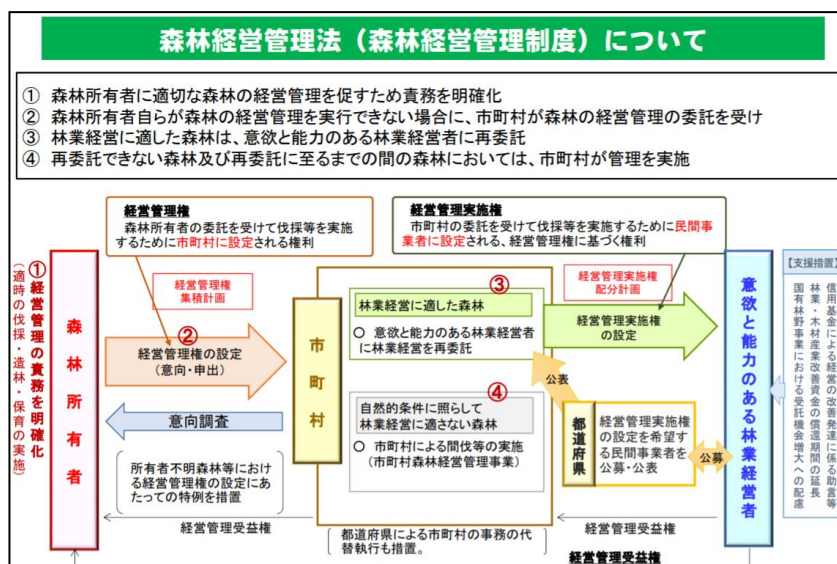 森林経営管理法（森林経営管理制度）について
① 森林所有者に適切な森林の経営管理を促すため責務を明確化
② 森林所有者自らが森林の経営管理を実行できない場合に、市町村が森林の経営管理の委託を受け
③ 林業経営に適した森林は、意欲と能力のある林業経営者に再委託
④ 再委託できない森林及び再委託に至るまでの間の森林においては、市町村が管理を実施
経営管理権
森林所有者の委託を受けて伐採等を実施
するために市町村に設定される権利
経営管理実施権
市町村の委託を受けて伐採等を実施するために民間事
業者に設定される、経営管理権に基づく権利
①経営管理の責務を明確化
（適時の伐採・造林・保育の実施）
森林所有者
経営管理権
集積計画
②
経営管理権の設定
（意向・申出）
意向調査
所有者不明森林等におけ
る経営管理権の設定にあ
たっての特例を措置
経営管理受益権
市町村
③
林業経営に適した森林
○ 意欲と能力のある林業経営者
に林業経営を再委託
④
自然的条件に照らして
林業経営に適さない森林
○ 市町村による間伐等の実施
（市町村森林経営管理事業）
都道府県による市町村の事務の代
替執行も措置。
経営管理実施権
配分計画
経営管理実施権
の設定
公表
都道府県
経営管理実施権
の設定を希望す
る民間事業者を
公募・公表
公募
経営管理受益権
経営管理受益権
意欲と能力のある林業経営者
【支援措置】
信用基金による経営の改善発達に係る助言等
林業・木材産業改善資金の償還期間の延長
国有林野事業における受託機会増大への配慮